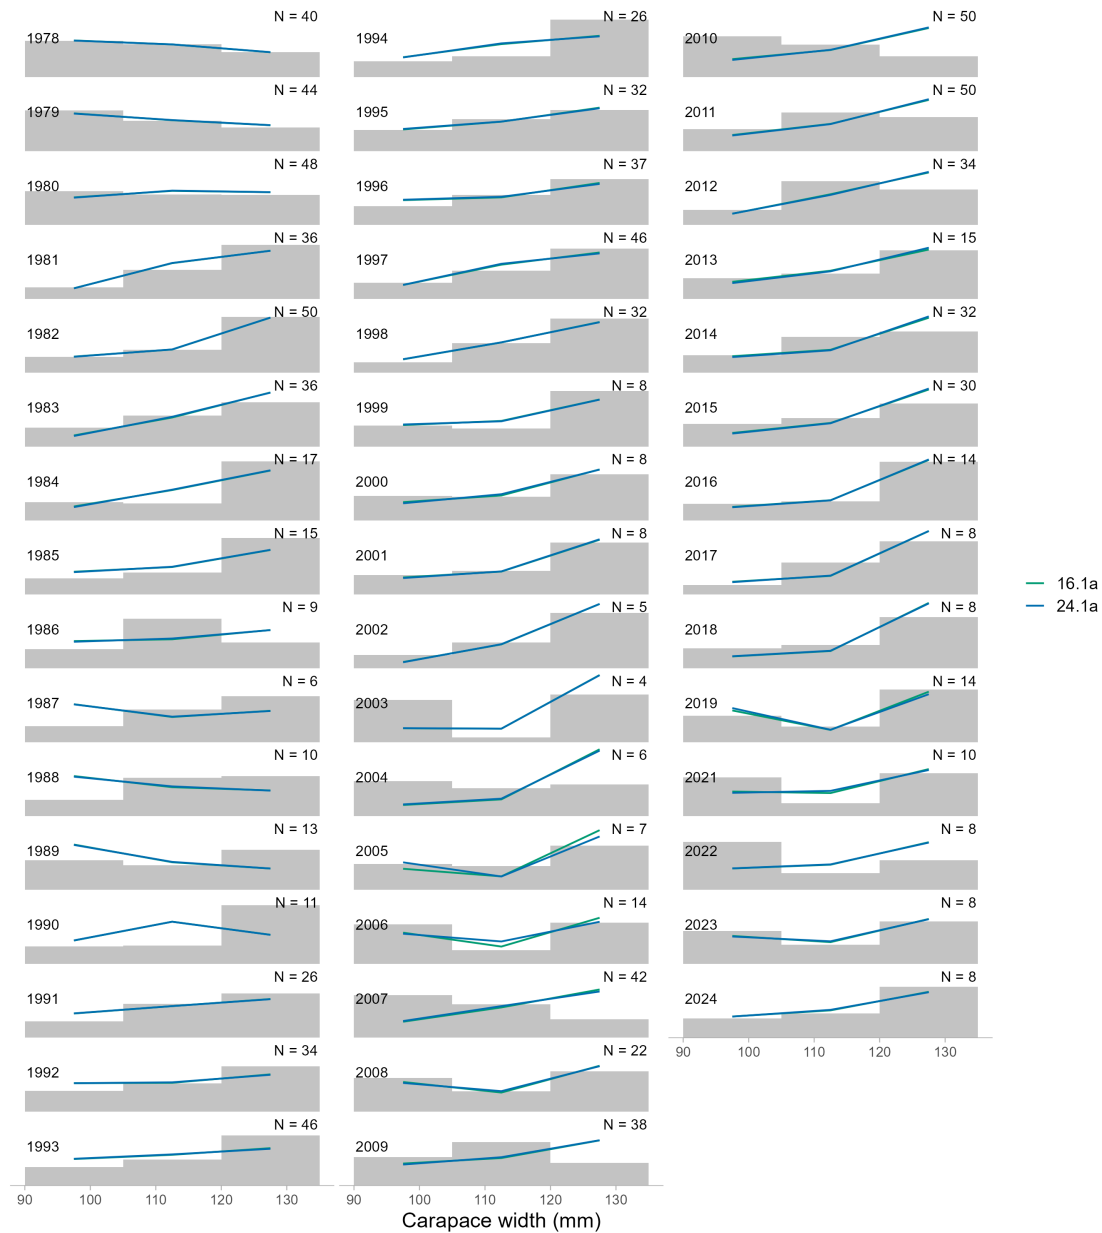 1978 N = 40
1979 N = 44
1980 N = 48
1981 N = 36
1982 N = 50
1983 N = 36
1984 N = 17
1985 N = 15
1986 N = 9
1987 N = 6
1988 N = 10
1989 N = 13
1990 N = 11
1991 N = 26
1992 N = 34
1993 N = 46
90 100 110 120 130
1994 N = 26
1995 N = 32
1996 N = 37
1997 N = 46
1998 N = 32
1999 N = 8
2000 N = 8
2001 N = 8
2002 N = 5
2003 N = 4
2004 N = 6
2005 N = 7
2006 N = 14
2007 N = 42
2008 N = 22
2009 N = 38
90 100 110 120 130
2010 N = 50
2011 N = 50
2012 N = 34
2013 N = 15
2014 N = 32
2015 N = 30
2016 N = 14
2017 N = 8
2018 N = 8
2019 N = 14
2021 N = 10
2022 N = 8
2023 N = 8
2024 N = 8
90 100 110 120 130
16.1a
24.1a
Carapace width (mm)